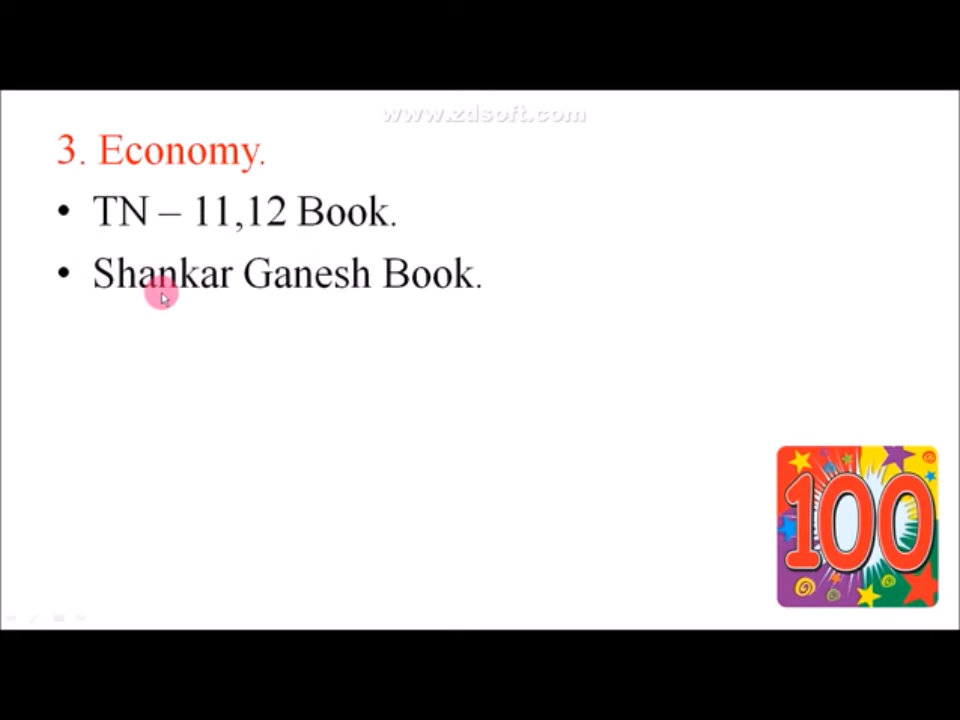 www.zdsoft.com
3. Economy.
• TN – 11,12 Book.
• Shankar Ganesh Book.
100